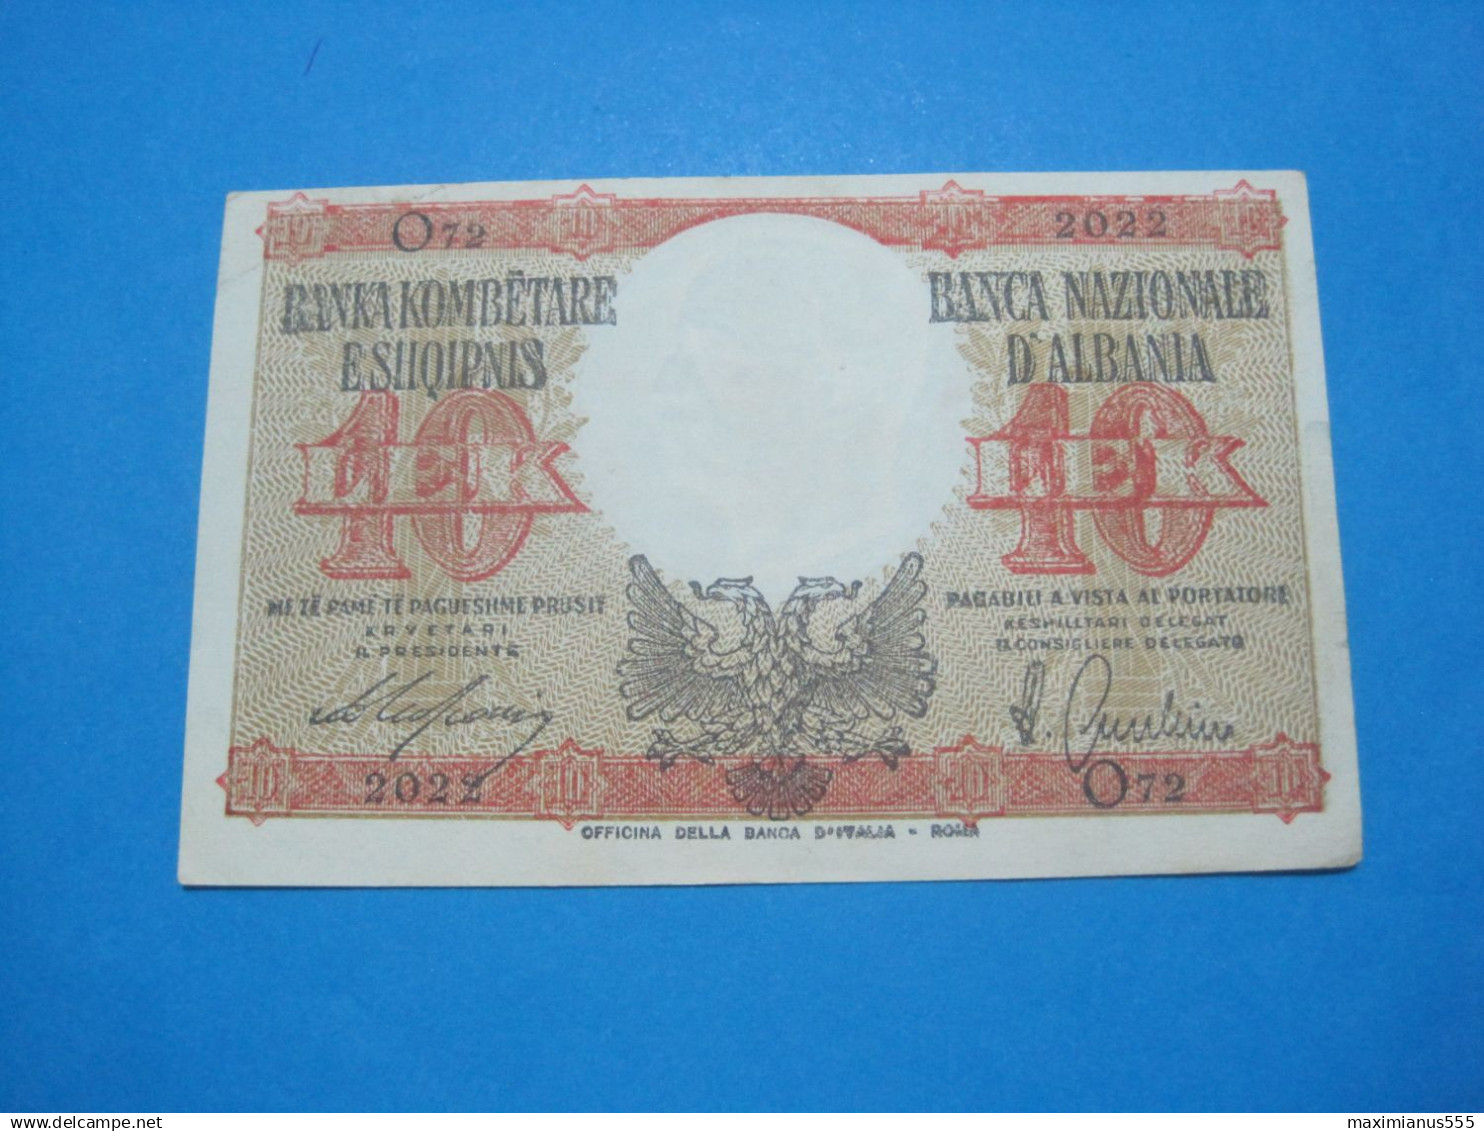 O72
2022
BANKA KOMBËTARE
E SHQIPNIS
BANCA NAZIONALE
D'ALBANIA
10
LEK
10
LEK
ME TË PAMË TË PAGUESHME PRUSIT
KRYETARI
IL PRESIDENTE
PAGABILI A VISTA AL PORTATORE
KESHILLTARI DELEGAT
IL CONSIGLIERE DELEGATO
2022
O72
OFFICINA DELLA BANCA D'ITALIA - ROMA
delcampe.net
maximianus555